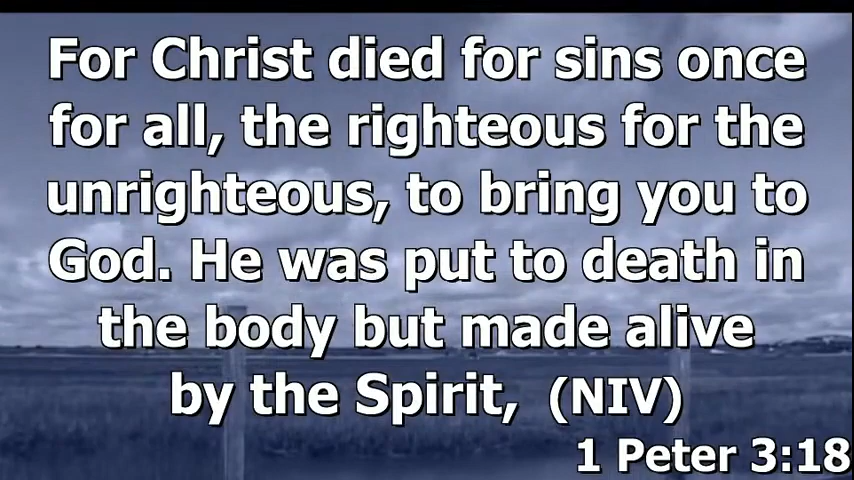 For Christ died for sins once
for all, the righteous for the
unrighteous, to bring you to
God. He was put to death in
the body but made alive
by the Spirit, (NIV)
1 Peter 3:18